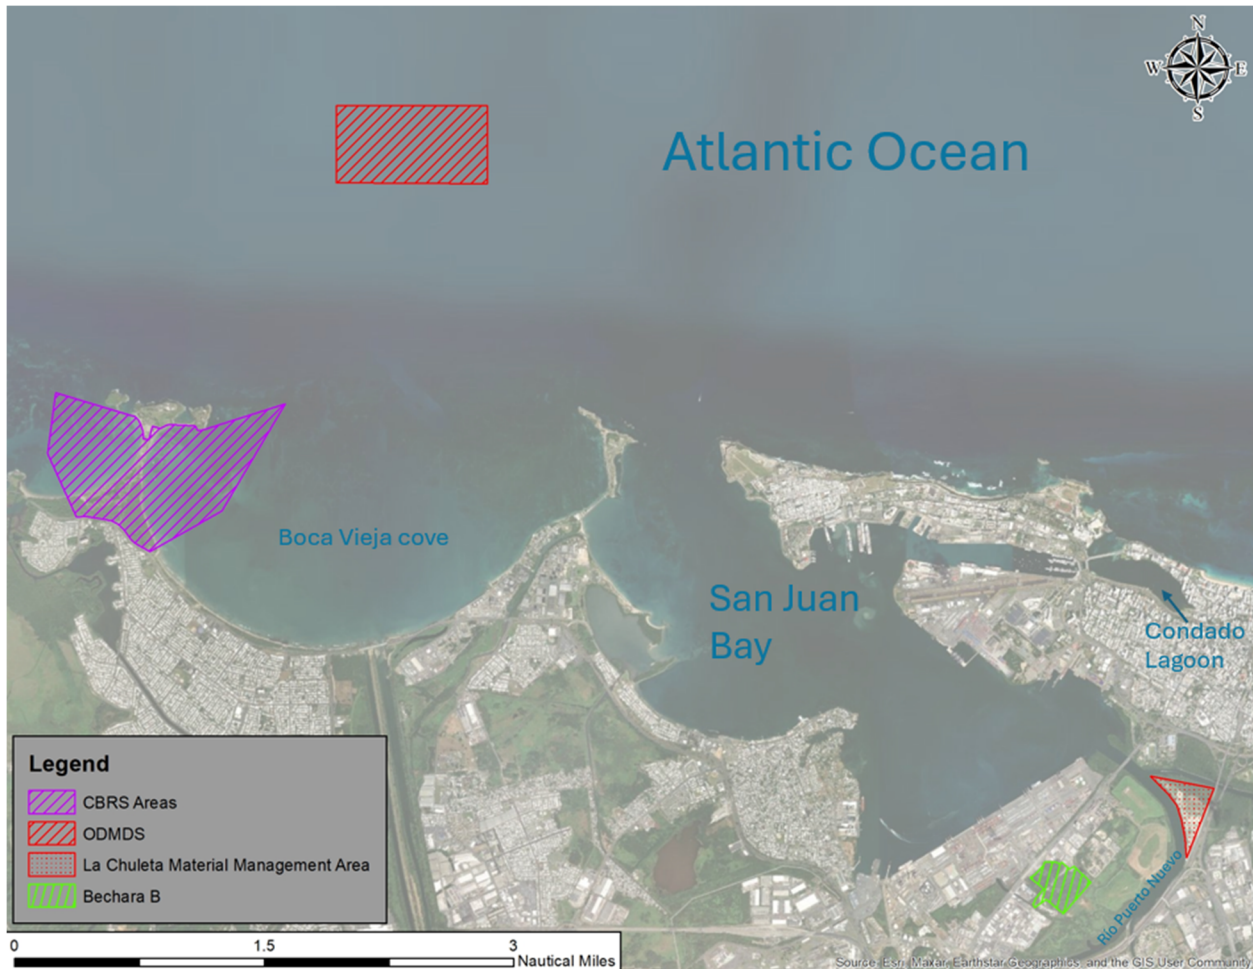 N
W E
S
Atlantic Ocean
Boca Vieja cove
San Juan
Bay
Condado
Lagoon
Río Puerto Nuevo
Legend
CBRS Areas
ODMDS
La Chuleta Material Management Area
Bechara B
0 1.5 3
Nautical Miles
Source: Esri, Maxar, Earthstar Geographics, and the GIS User Community